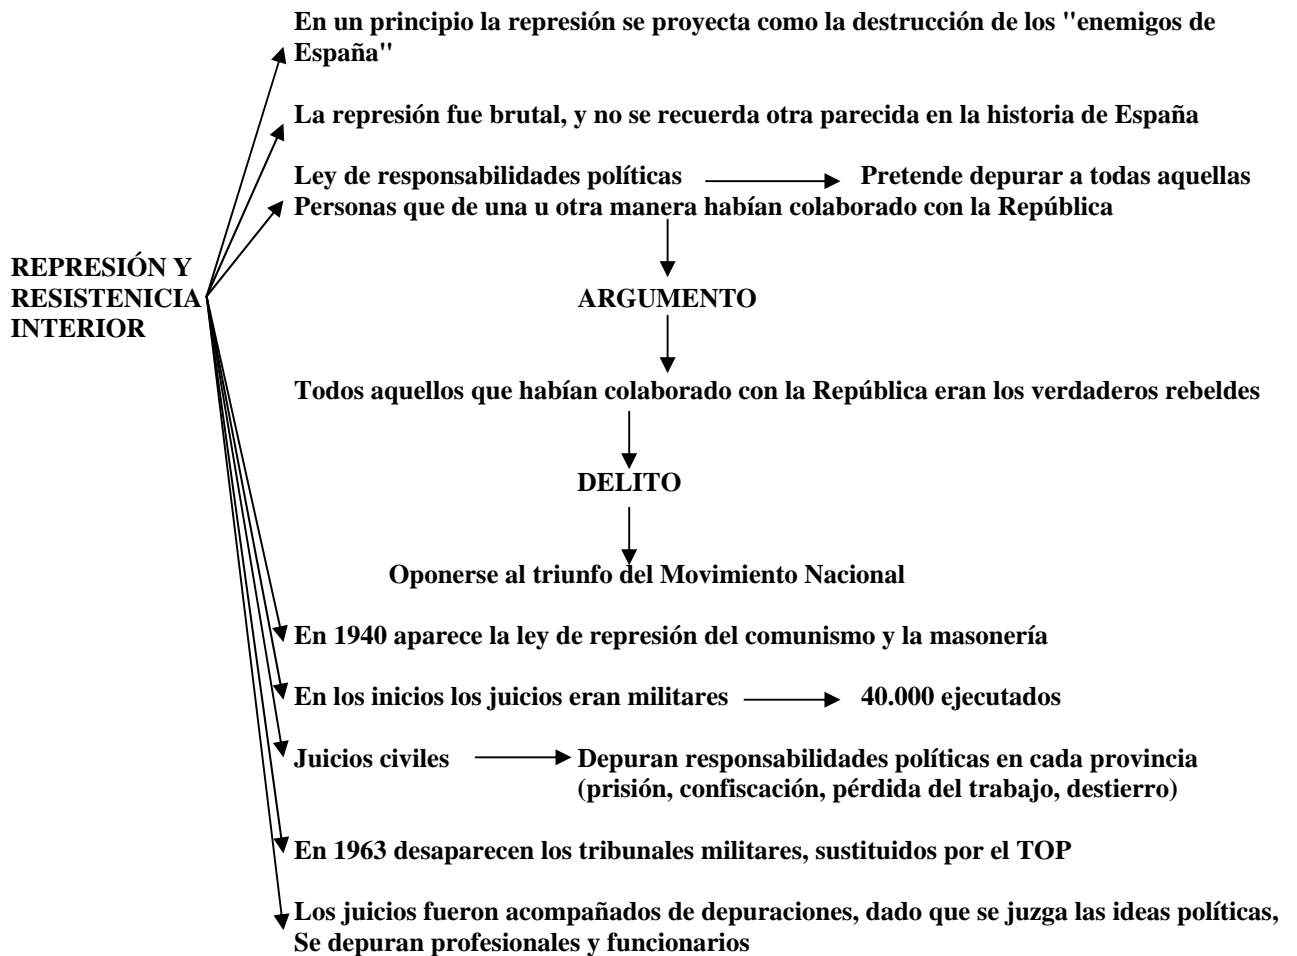 En un principio la represión se proyecta como la destrucción de los "enemigos de
España"
La represión fue brutal, y no se recuerda otra parecida en la historia de España
Ley de responsabilidades políticas Pretende depurar a todas aquellas
Personas que de una u otra manera habían colaborado con la República
REPRESIÓN Y
RESISTENICIA
INTERIOR
ARGUMENTO
Todos aquellos que habían colaborado con la República eran los verdaderos rebeldes
DELITO
Oponerse al triunfo del Movimiento Nacional
En 1940 aparece la ley de represión del comunismo y la masonería
En los inicios los juicios eran militares 40.000 ejecutados
Juicios civiles Depuran responsabilidades políticas en cada provincia
(prisión, confiscación, pérdida del trabajo, destierro)
En 1963 desaparecen los tribunales militares, sustituidos por el TOP
Los juicios fueron acompañados de depuraciones, dado que se juzga las ideas políticas,
Se depuran profesionales y funcionarios